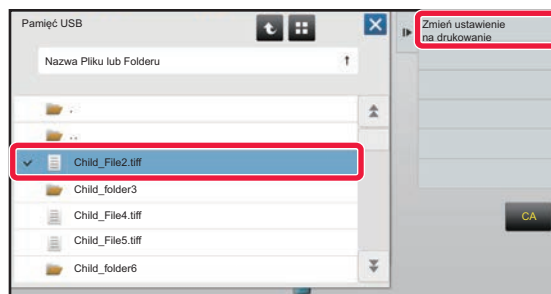 Pamięć USB
Nazwa Pliku lub Folderu
.
..
Child_File2.tiff
Child_folder3
Child_File4.tiff
Child_File5.tiff
Child_folder6
Zmień ustawienie
na drukowanie
CA